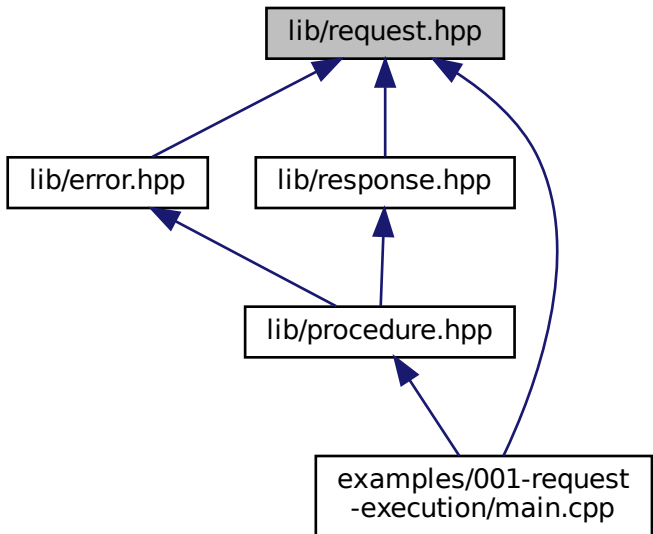 lib/request.hpp
lib/error.hpp
lib/response.hpp
lib/procedure.hpp
examples/001-request
-execution/main.cpp